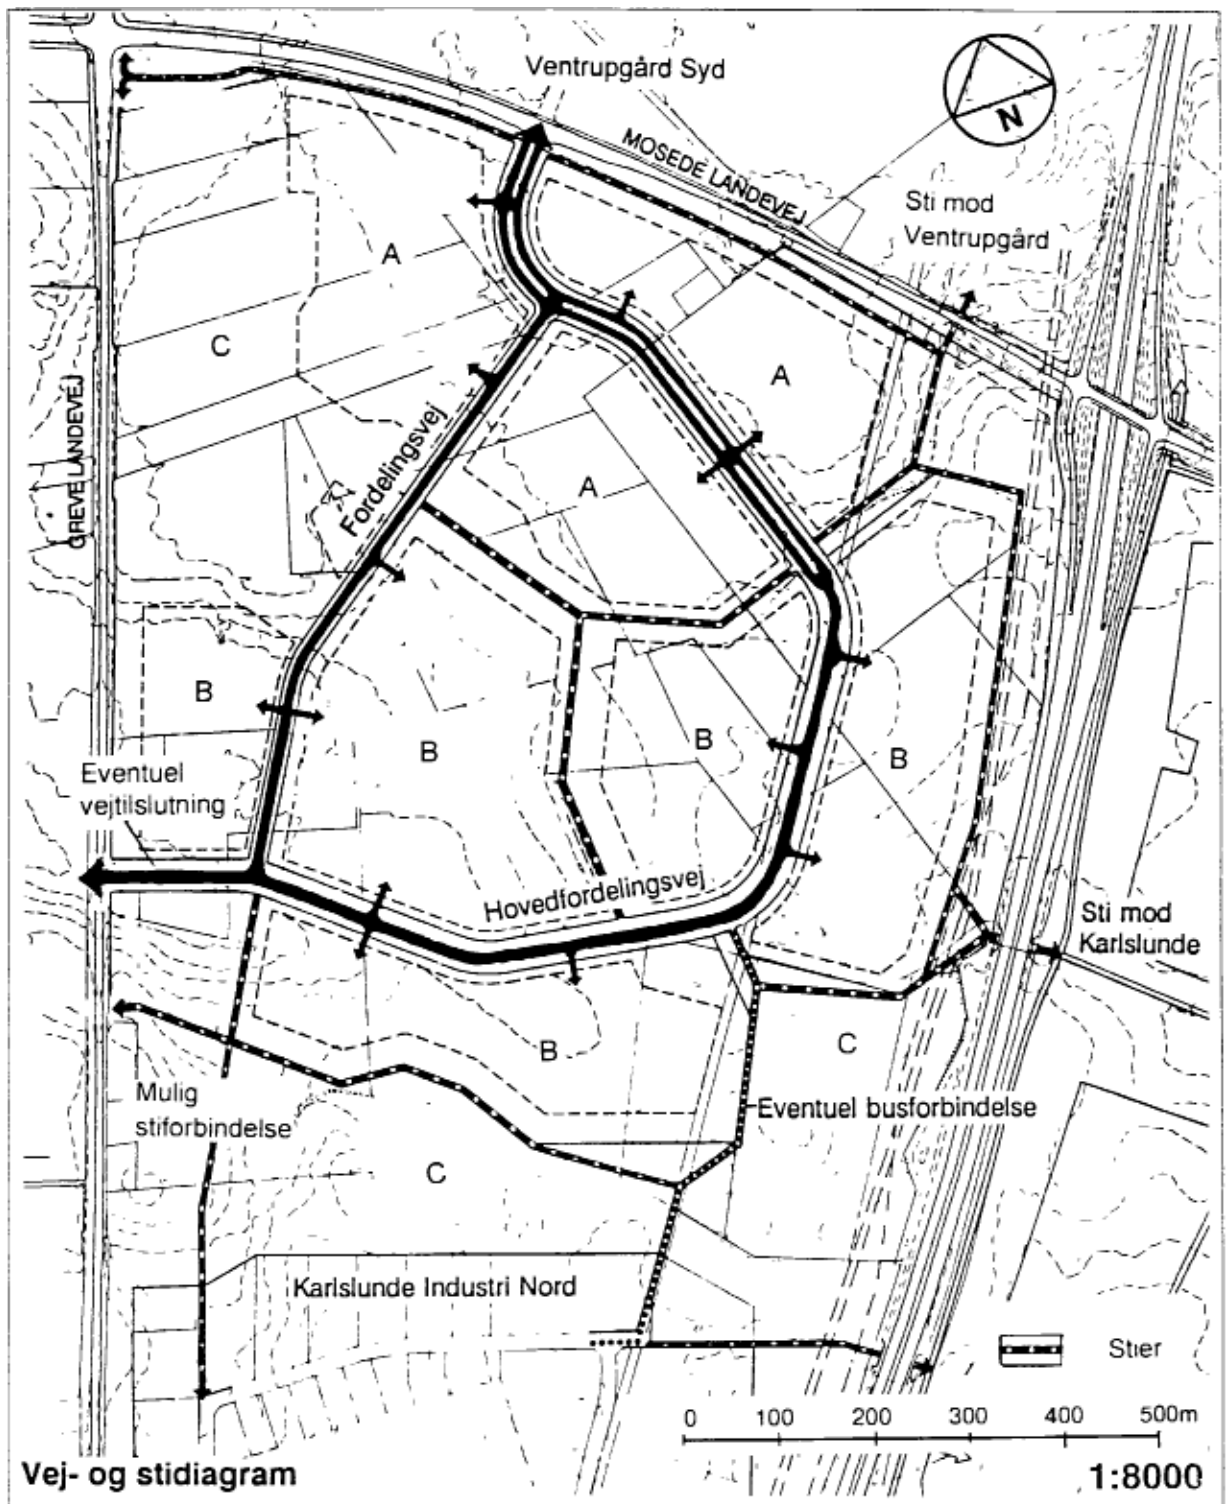 Ventrupgård Syd
N
MOSEDE LANDEVEJ
Sti mod
Ventrupgård
A
C
A
GREVE LANDEVEJ
Fordelingsvej
A
B
B
B
B
Eventuel
vejtilslutning
Hovedfordelingsvej
Sti mod
Karlslunde
B
C
Mulig
stiforbindelse
Eventuel busforbindelse
C
Karlslunde Industri Nord
Stier
0 100 200 300 400 500m
Vej- og stidiagram
1:8000